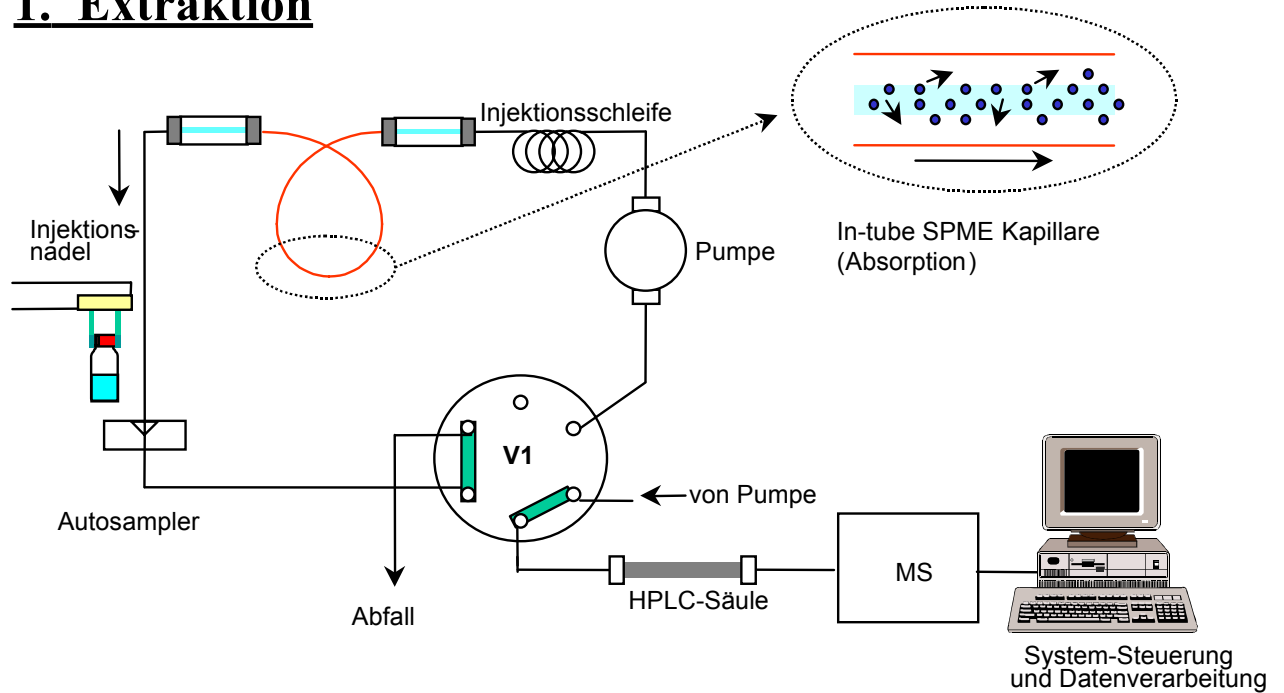 1. Extraktion
Injektionsschleife
Injektions-
nadel
Pumpe
In-tube SPME Kapillare
(Absorption)
V1
von Pumpe
Autosampler
MS
HPLC-Säule
Abfall
System-Steuerung
und Datenverarbeitung